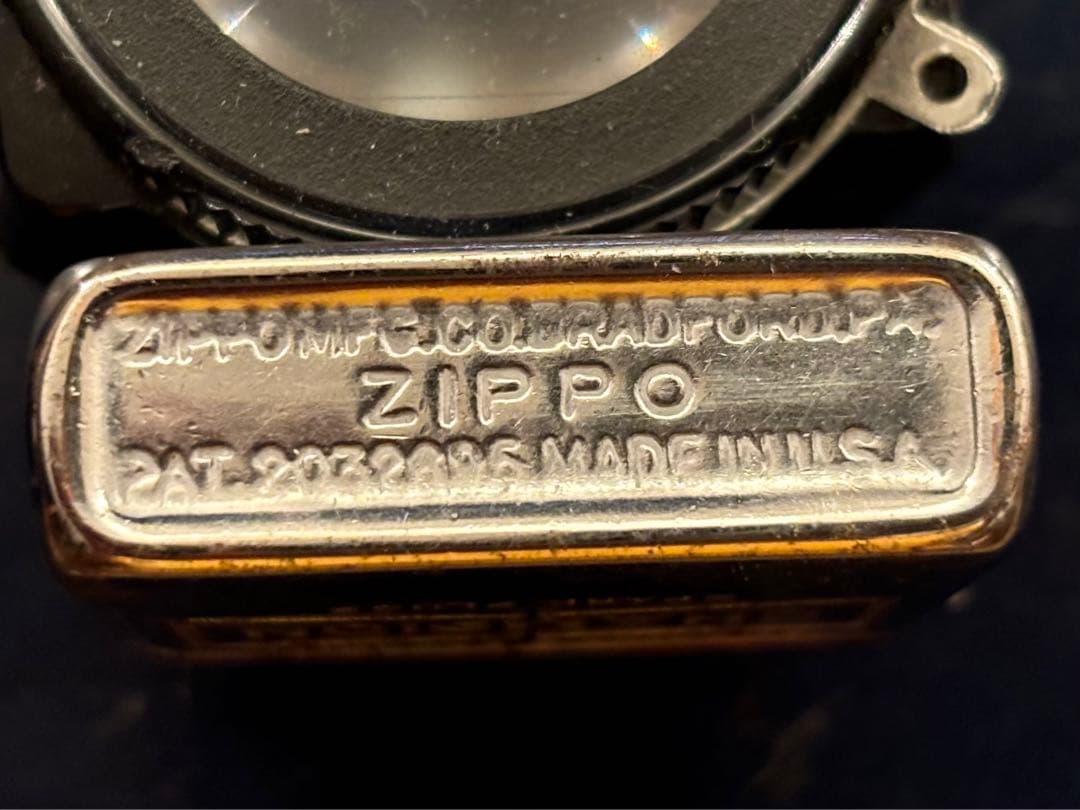 ZIPPO MFG. CO. BRADFORD, PA.
ZIPPO
PAT. 2032695 MADE IN U.S.A.